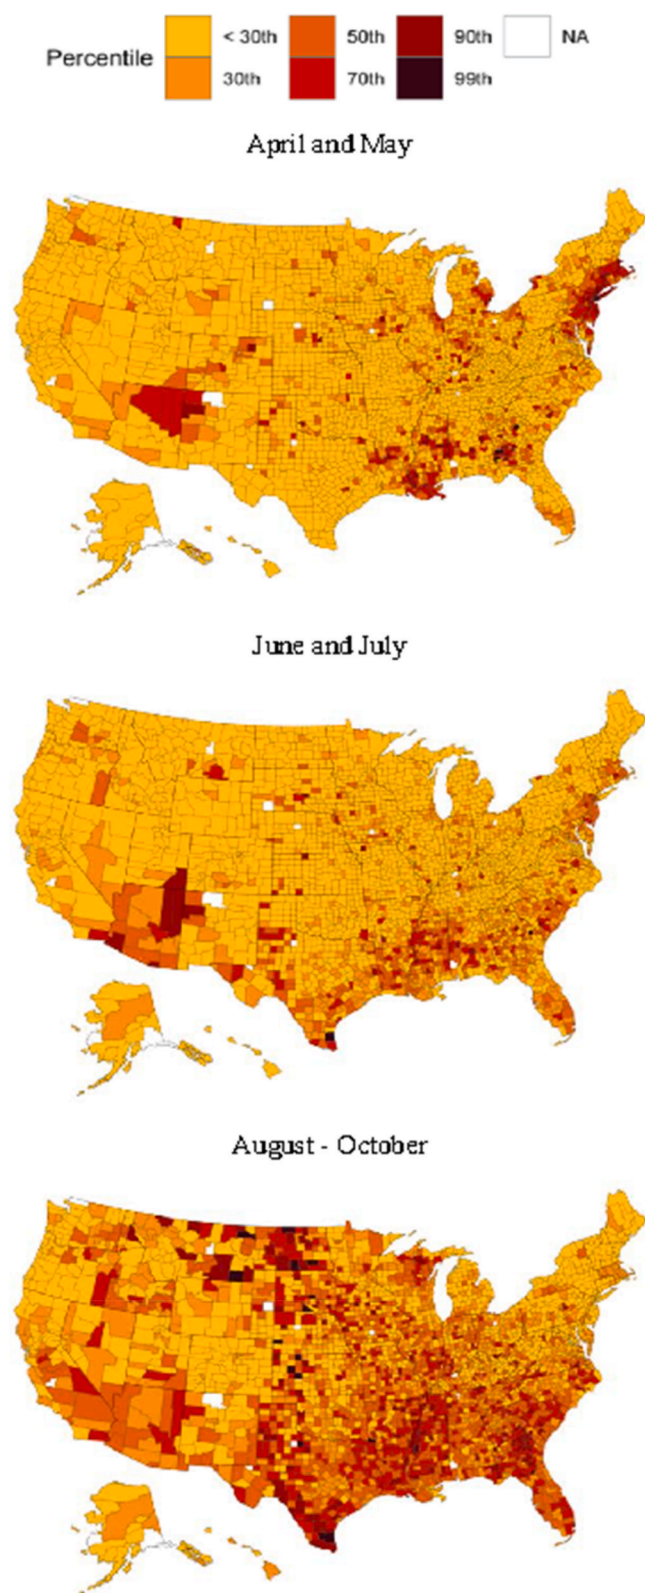 Percentile < 30th 50th 90th NA
30th 70th 99th
April and May
June and July
August - October